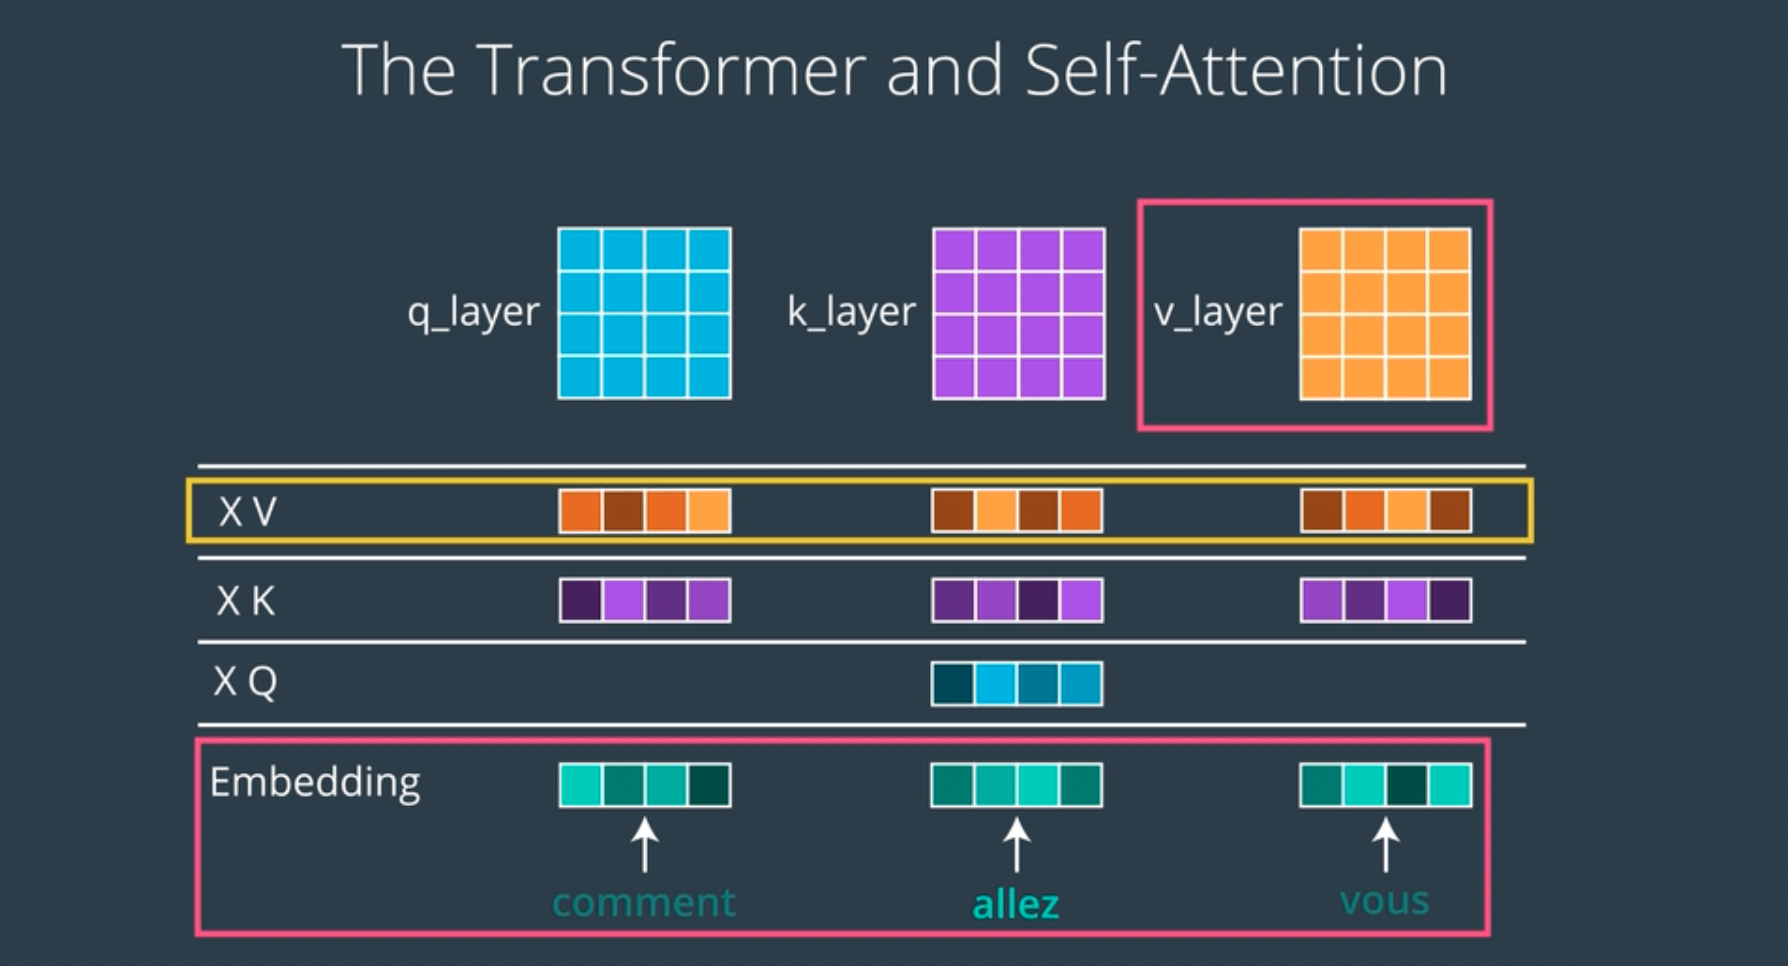 The Transformer and Self-Attention
q_layer
k_layer
v_layer
X V
X K
X Q
Embedding
comment
allez
vous